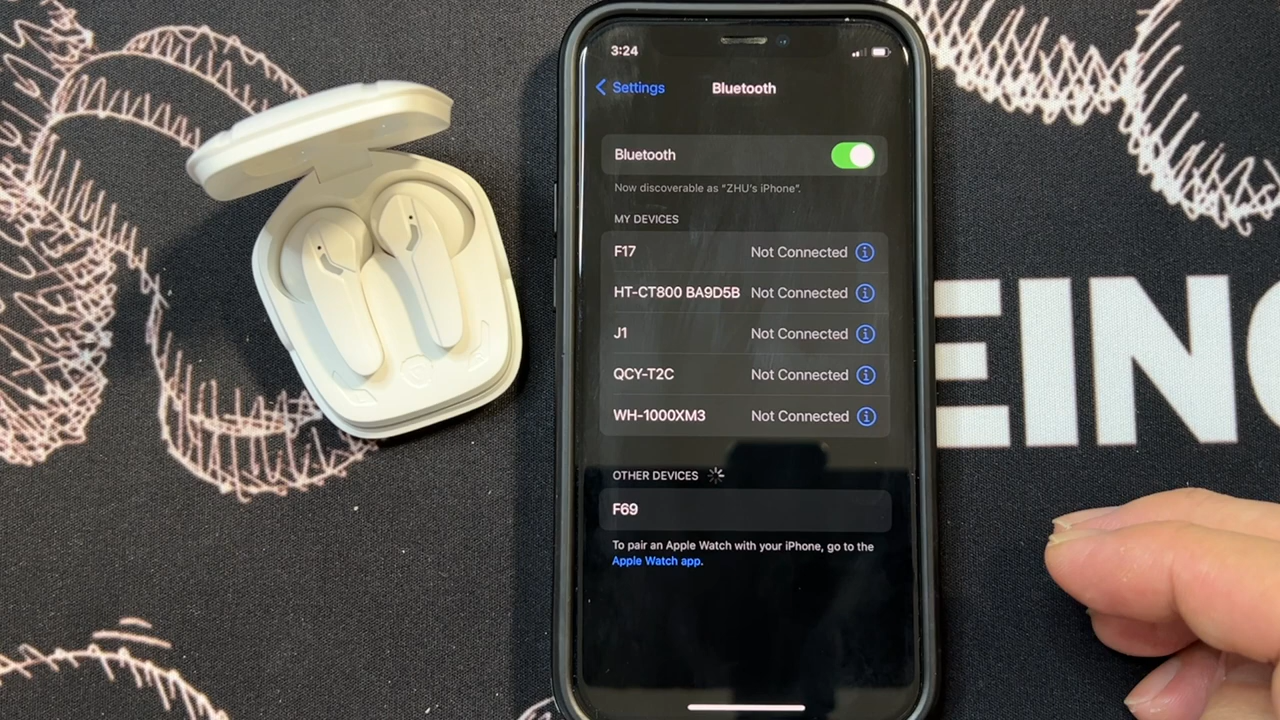 3:24
Settings
Bluetooth
Bluetooth
Now discoverable as “ZHU's iPhone”.
MY DEVICES
F17 Not Connected
HT-CT800 BA9D5B Not Connected
J1 Not Connected
QCY-T2C Not Connected
WH-1000XM3 Not Connected
OTHER DEVICES
F69
To pair an Apple Watch with your iPhone, go to the
Apple Watch app.